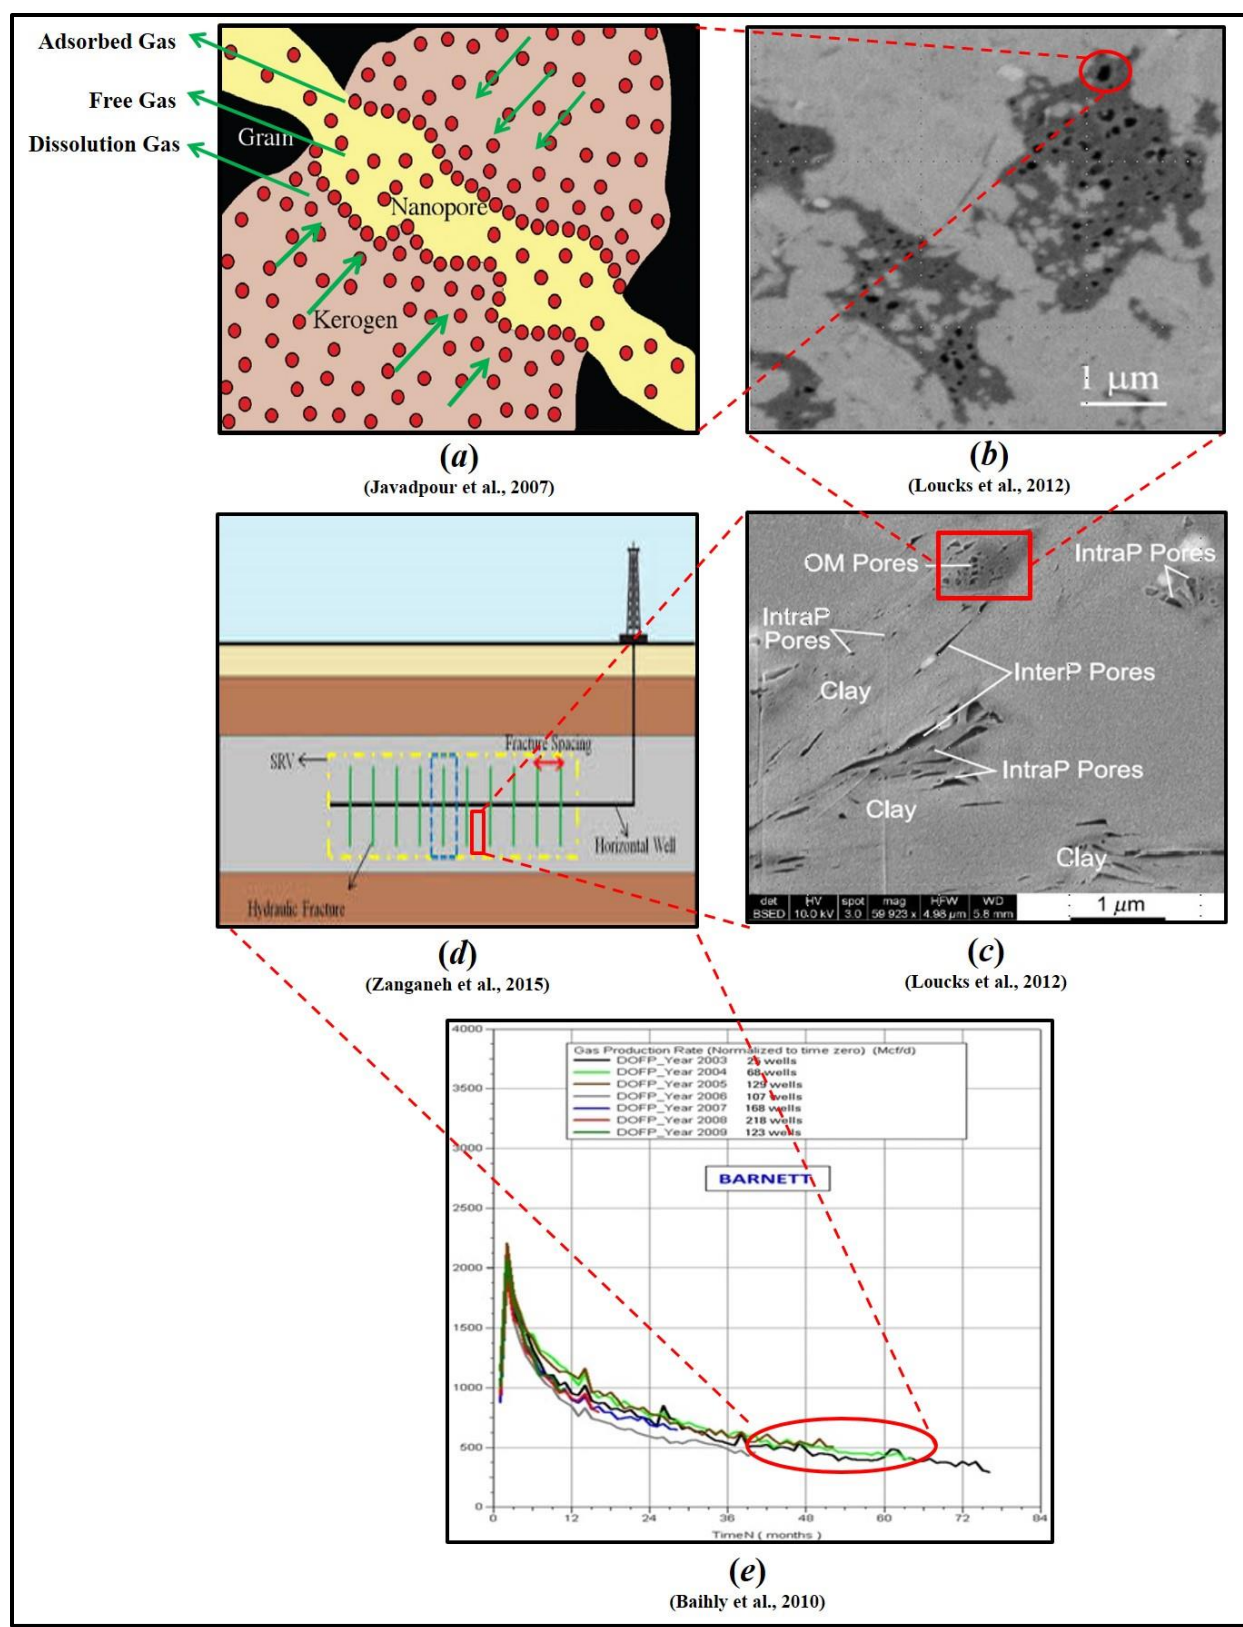 Adsorbed Gas
Free Gas
Dissolution Gas
Grain
Nanopore
Kerogen
(a)
(Javadpour et al., 2007)
1 μm
(b)
(Loucks et al., 2012)
SRV
Fracture Spacing
Horizontal Well
Hydraulic Fracture
(d)
(Zanganeh et al., 2015)
OM Pores
IntraP Pores
IntraP
Pores
InterP Pores
Clay
IntraP Pores
Clay
Clay
det HV spot mag HFW WD
BSED 10.0 kV 3.0 59 923 x 4.98 μm 5.8 mm
1 μm
(c)
(Loucks et al., 2012)
4000
3500
3000
2500
2000
1500
1000
500
0
Gas Production Rate (Normalized to time zero) (Mcf/d)
DOFP_Year 2003 wells
DOFP_Year 2004 68 wells
DOFP_Year 2005 129 wells
DOFP_Year 2006 107 wells
DOFP_Year 2007 168 wells
DOFP_Year 2008 218 wells
DOFP_Year 2009 123 wells
BARNETT
0 12 24 36 48 60 72 84
TimeN ( months )
(e)
(Baihly et al., 2010)